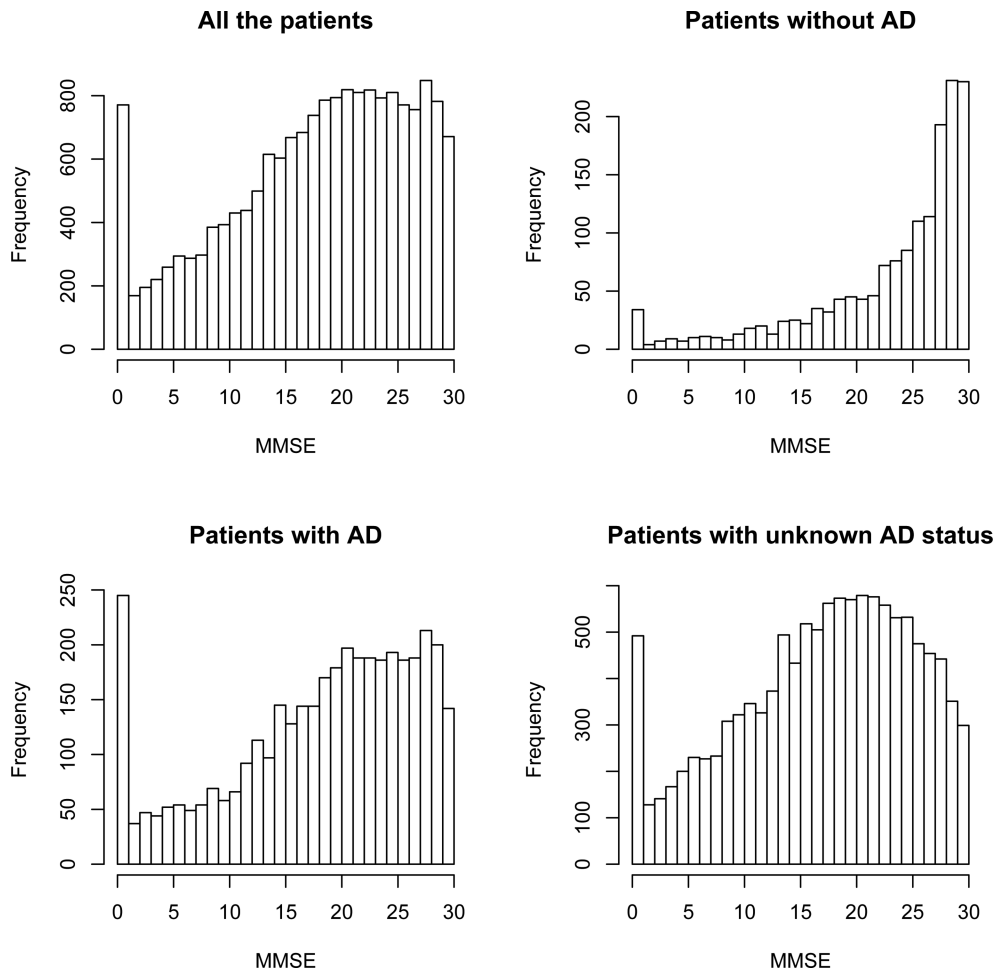 All the patients
Frequency
0 200 400 600 800
0 5 10 15 20 25 30
MMSE
Patients without AD
Frequency
0 50 100 150 200
0 5 10 15 20 25 30
MMSE
Patients with AD
Frequency
0 50 100 150 200 250
0 5 10 15 20 25 30
MMSE
Patients with unknown AD status
Frequency
0 100 300 500
0 5 10 15 20 25 30
MMSE